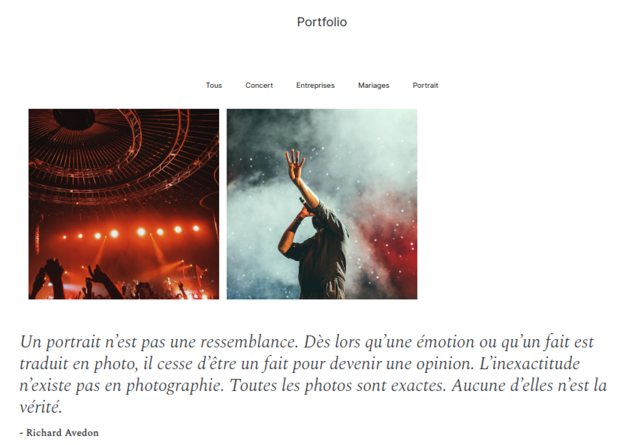 Portfolio
Tous Concert Entreprises Mariages Portrait
Un portrait n’est pas une ressemblance. Dès lors qu’une émotion ou qu’un fait est
traduit en photo, il cesse d’être un fait pour devenir une opinion. L’inexactitude
n’existe pas en photographie. Toutes les photos sont exactes. Aucune d’elles n’est la
vérité.
- Richard Avedon